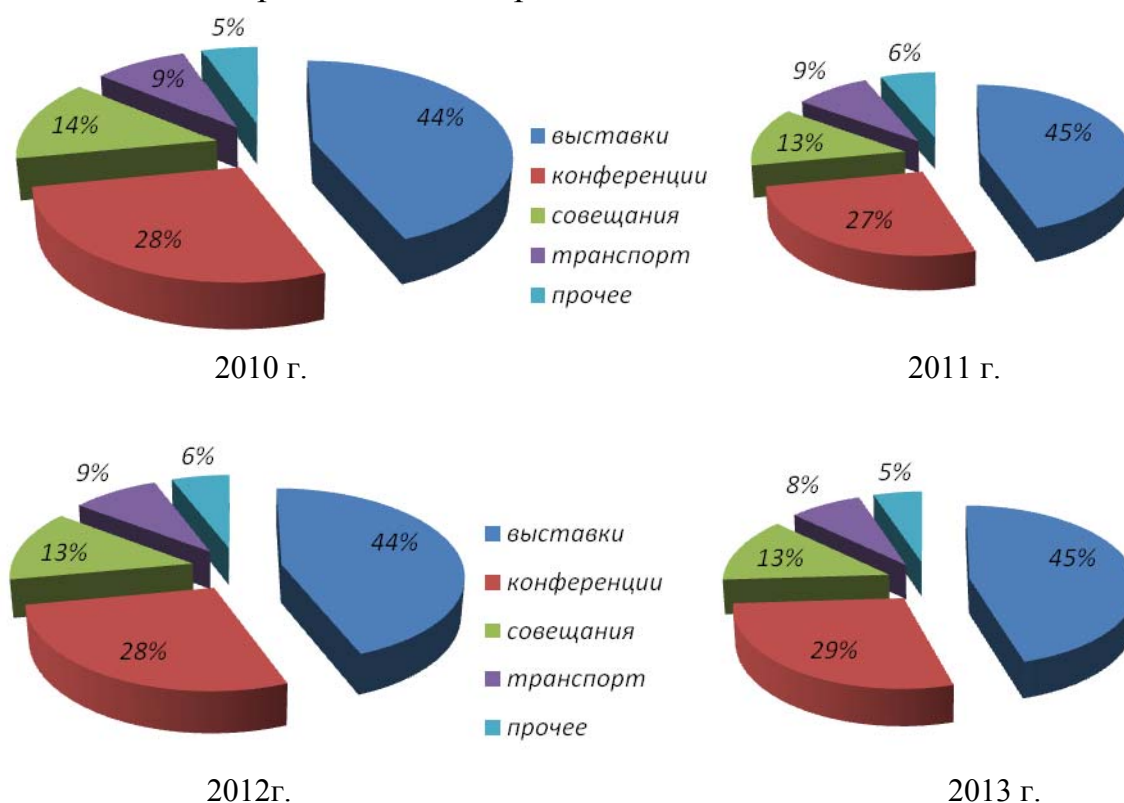 5%
9%
14%
44%
28%
выставки
конференции
совещания
транспорт
прочее
2010 г.
6%
9%
13%
45%
27%
2011 г.
6%
9%
13%
44%
28%
выставки
конференции
совещания
транспорт
прочее
2012г.
5%
8%
13%
45%
29%
2013 г.